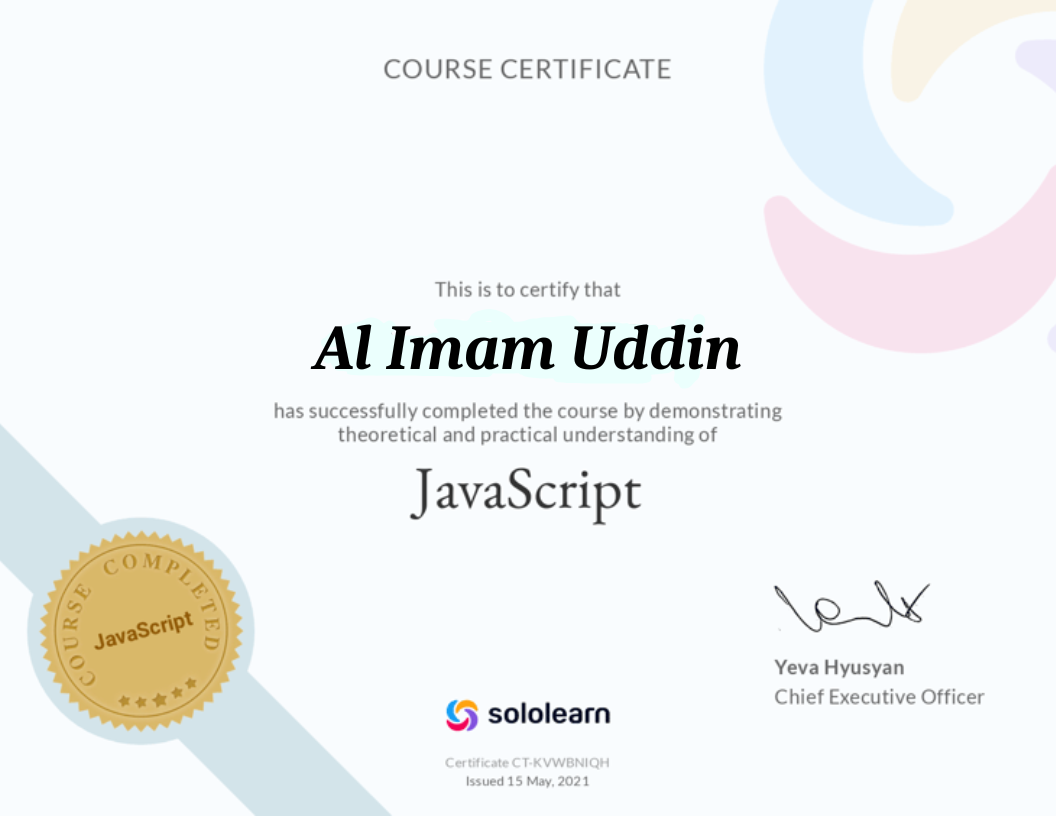 COURSE CERTIFICATE
This is to certify that
Al Imam Uddin
has successfully completed the course by demonstrating
theoretical and practical understanding of
JavaScript
COURSE COMPLETED
JavaScript
Yeva Hyusyan
Chief Executive Officer
sololearn
Certificate CT-KVWBNIQH
Issued 15 May, 2021